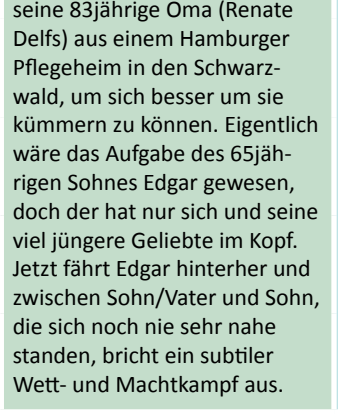 seine 83jährige Oma (Renate
Delfs) aus einem Hamburger
Pflegeheim in den Schwarz-
wald, um sich besser um sie
kümmern zu können. Eigentlich
wäre das Aufgabe des 65jäh-
rigen Sohnes Edgar gewesen,
doch der hat nur sich und seine
viel jüngere Geliebte im Kopf.
Jetzt fährt Edgar hinterher und
zwischen Sohn/Vater und Sohn,
die sich noch nie sehr nahe
standen, bricht ein subtiler
Wett- und Machtkampf aus.